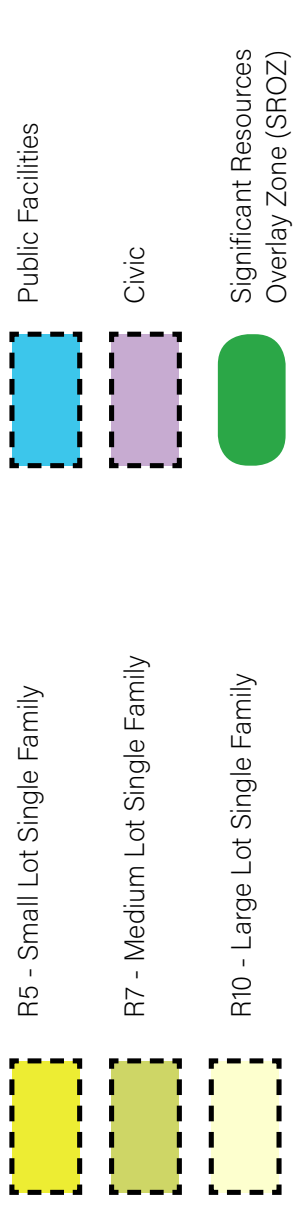 R5 - Small Lot Single Family
R7 - Medium Lot Single Family
R10 - Large Lot Single Family
Public Facilities
Civic
Significant Resources
Overlay Zone (SROZ)